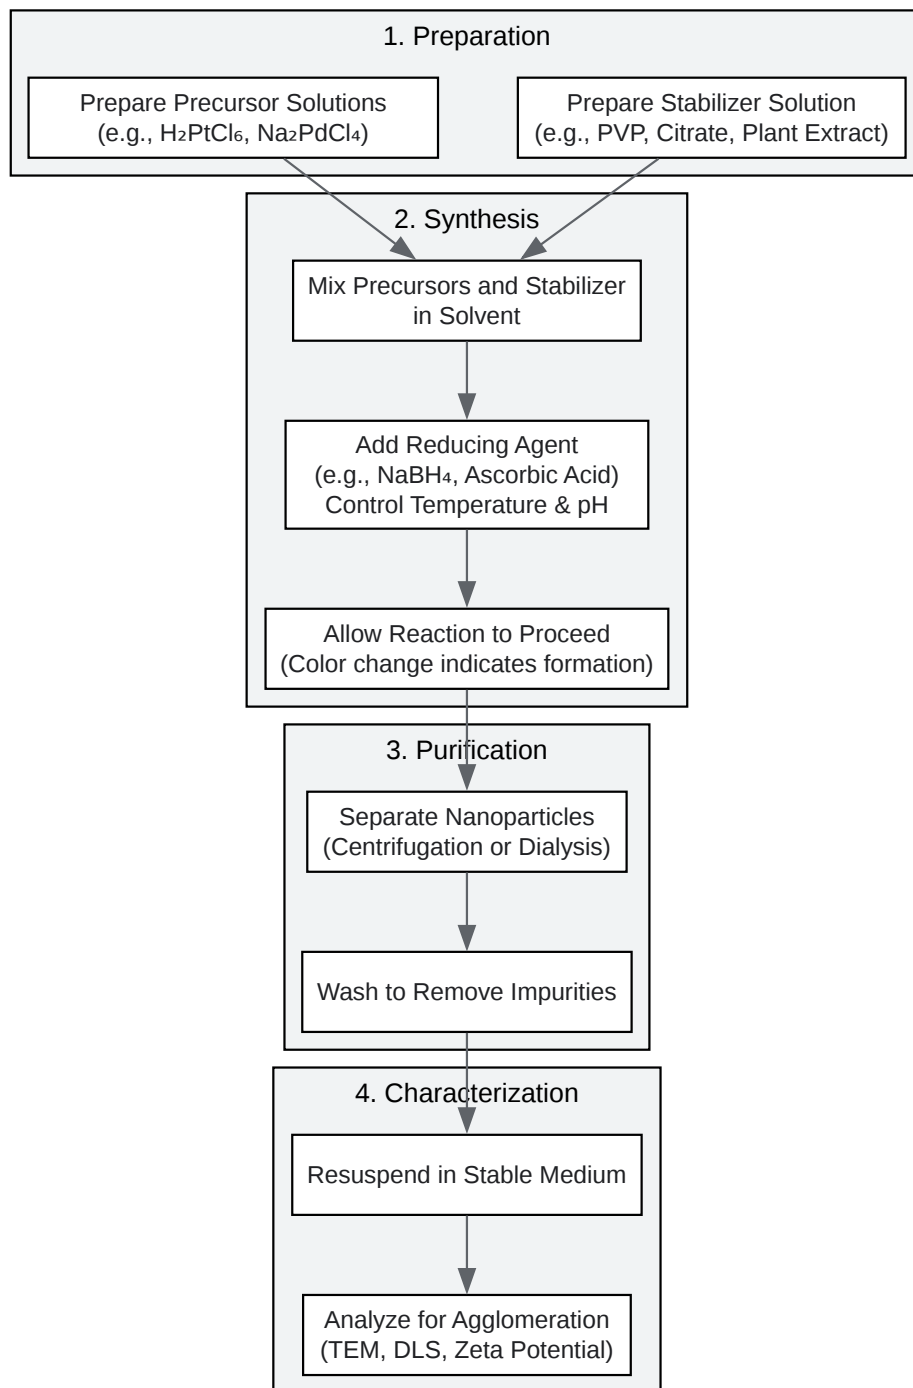 1. Preparation
Prepare Precursor Solutions
(e.g., H₂PtCl₆, Na₂PdCl₄)
Prepare Stabilizer Solution
(e.g., PVP, Citrate, Plant Extract)
2. Synthesis
Mix Precursors and Stabilizer
in Solvent
Add Reducing Agent
(e.g., NaBH₄, Ascorbic Acid)
Control Temperature & pH
Allow Reaction to Proceed
(Color change indicates formation)
3. Purification
Separate Nanoparticles
(Centrifugation or Dialysis)
Wash to Remove Impurities
4. Characterization
Resuspend in Stable Medium
Analyze for Agglomeration
(TEM, DLS, Zeta Potential)